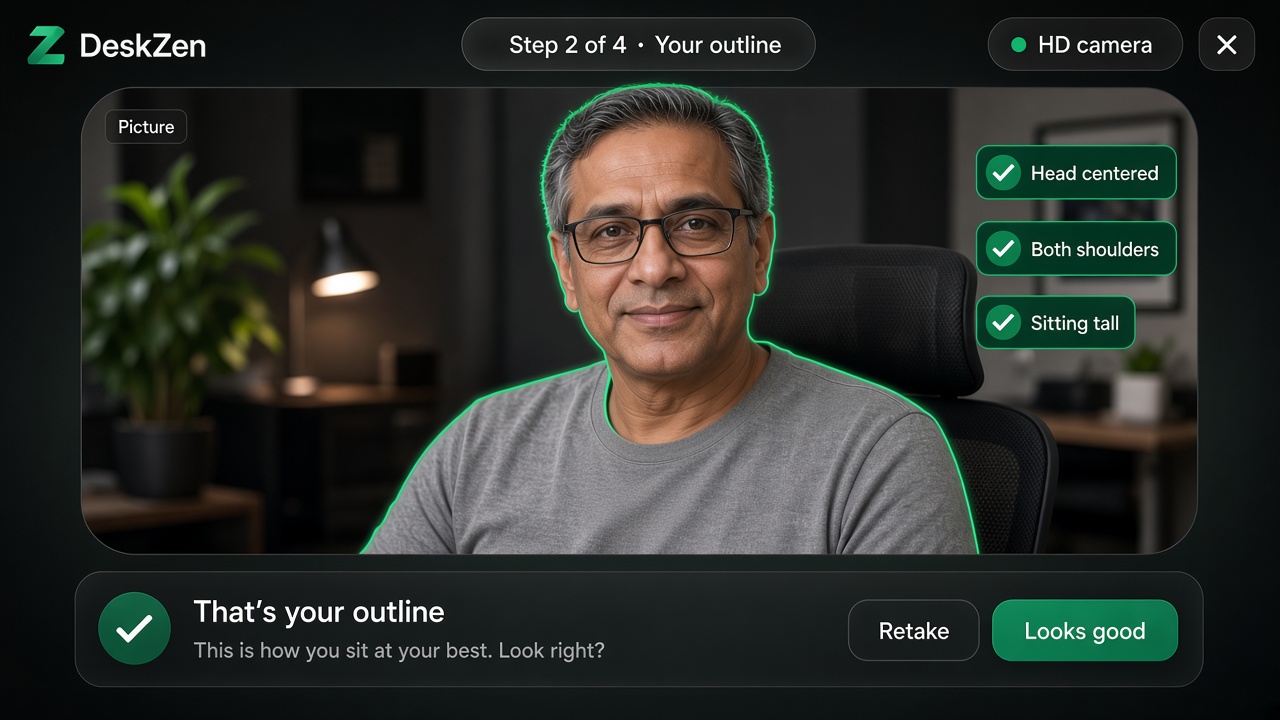 DeskZen
Step 2 of 4 • Your outline
HD camera
Picture
Head centered
Both shoulders
Sitting tall
That’s your outline
This is how you sit at your best. Look right?
Retake
Looks good